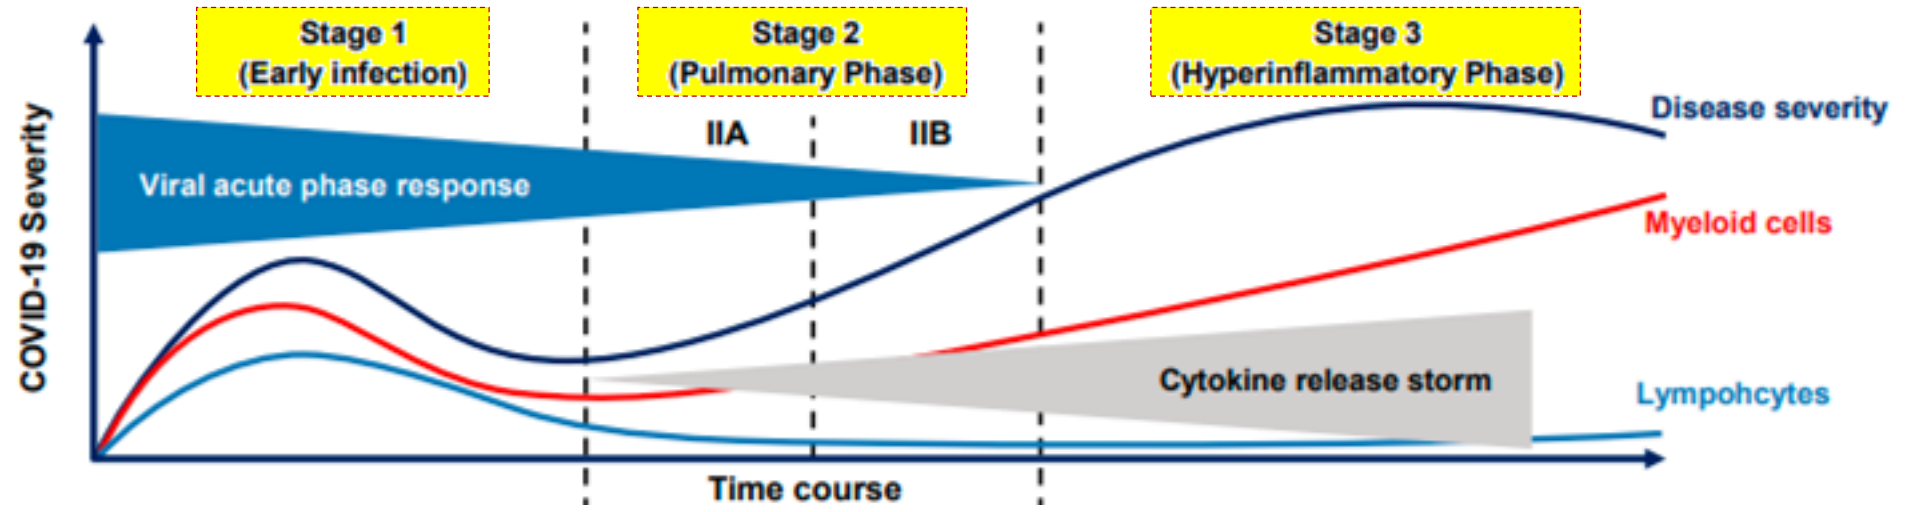 Stage 1
(Early infection)
Stage 2
(Pulmonary Phase)
Stage 3
(Hyperinflammatory Phase)
IIA
IIB
Disease severity
Viral acute phase response
Myeloid cells
COVID-19 Severity
Cytokine release storm
Lympohcytes
Time course